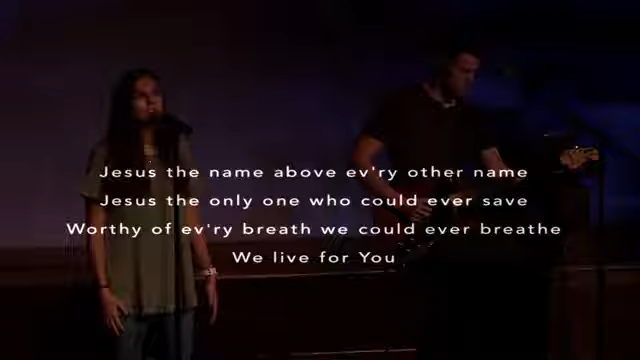 Jesus the name above ev'ry other name
Jesus the only one who could ever save
Worthy of ev'ry breath we could ever breathe
We live for You